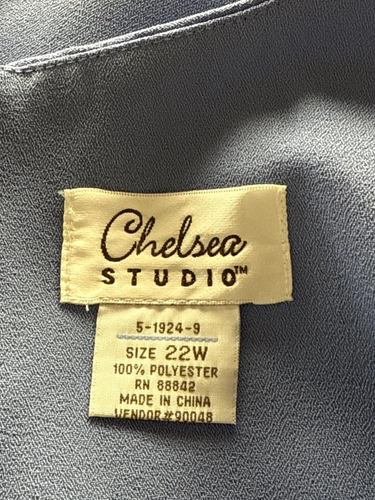 Chelsea
STUDIO™
5-1924-9
SIZE 22W
100% POLYESTER
RN 88842
MADE IN CHINA
VENDOR#90048